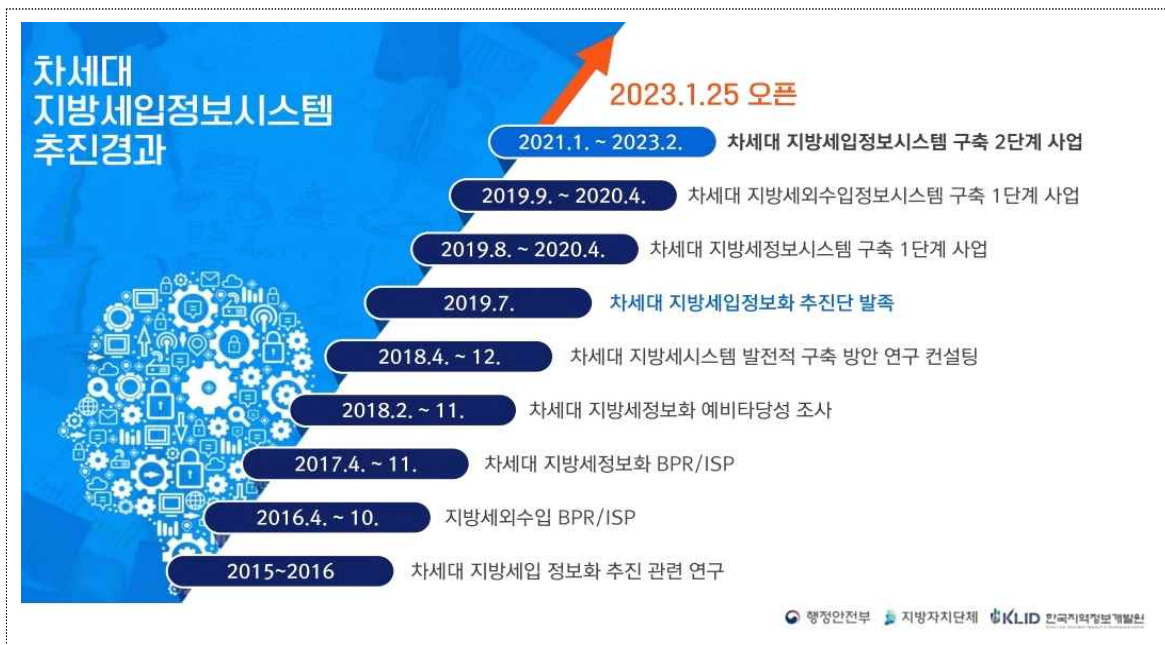 차세대
지방세입정보시스템
추진경과
2023.1.25 오픈
2021.1. ~ 2023.2. 차세대 지방세입정보시스템 구축 2단계 사업
2019.9. ~ 2020.4. 차세대 지방세외수입정보시스템 구축 1단계 사업
2019.8. ~ 2020.4. 차세대 지방세정보시스템 구축 1단계 사업
2019.7. 차세대 지방세입정보화 추진단 발족
2018.4. ~ 12. 차세대 지방세시스템 발전적 구축 방안 연구 컨설팅
2018.2. ~ 11. 차세대 지방세정보화 예비타당성 조사
2017.4. ~ 11. 차세대 지방세정보화 BPR/ISP
2016.4. ~ 10. 지방세외수입 BPR/ISP
2015~2016 차세대 지방세입 정보화 추진 관련 연구
행정안전부 지방자치단체 KLID 한국지역정보개발원